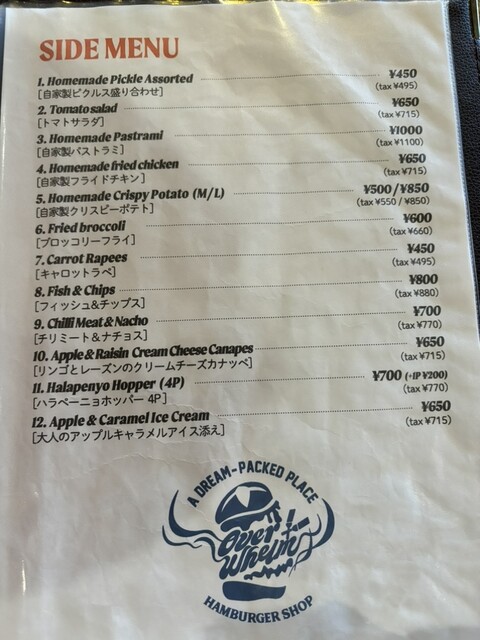 SIDE MENU
1. Homemade Pickle Assorted ¥450
[自家製ピクルス盛り合わせ] (tax ¥495)
2. Tomato salad ¥650
[トマトサラダ] (tax ¥715)
3. Homemade Pastrami ¥1000
[自家製パストラミ] (tax ¥1100)
4. Homemade fried chicken ¥650
[自家製フライドチキン] (tax ¥715)
5. Homemade Crispy Potato (M/L) ¥500/¥850
[自家製クリスピーポテト] (tax ¥550 / ¥850)
6. Fried broccoli ¥600
[ブロッコリーフライ] (tax ¥660)
7. Carrot Rapees ¥450
[キャロットラペ] (tax ¥495)
8. Fish & Chips ¥800
[フィッシュ&チップス] (tax ¥880)
9. Chilli Meat & Nacho ¥700
[チリミート&ナチョス] (tax ¥770)
10. Apple & Raisin Cream Cheese Canapes ¥650
[リンゴとレーズンのクリームチーズカナッペ] (tax ¥715)
11. Halapenyo Hopper (4P) ¥700 (+1P ¥200)
[ハラペーニョホッパー 4P] (tax ¥770)
12. Apple & Caramel Ice Cream ¥650
[大人のアップルキャラメルアイス添え] (tax ¥715)
A DREAM-PACKED PLACE
Over
Whelm
HAMBURGER SHOP